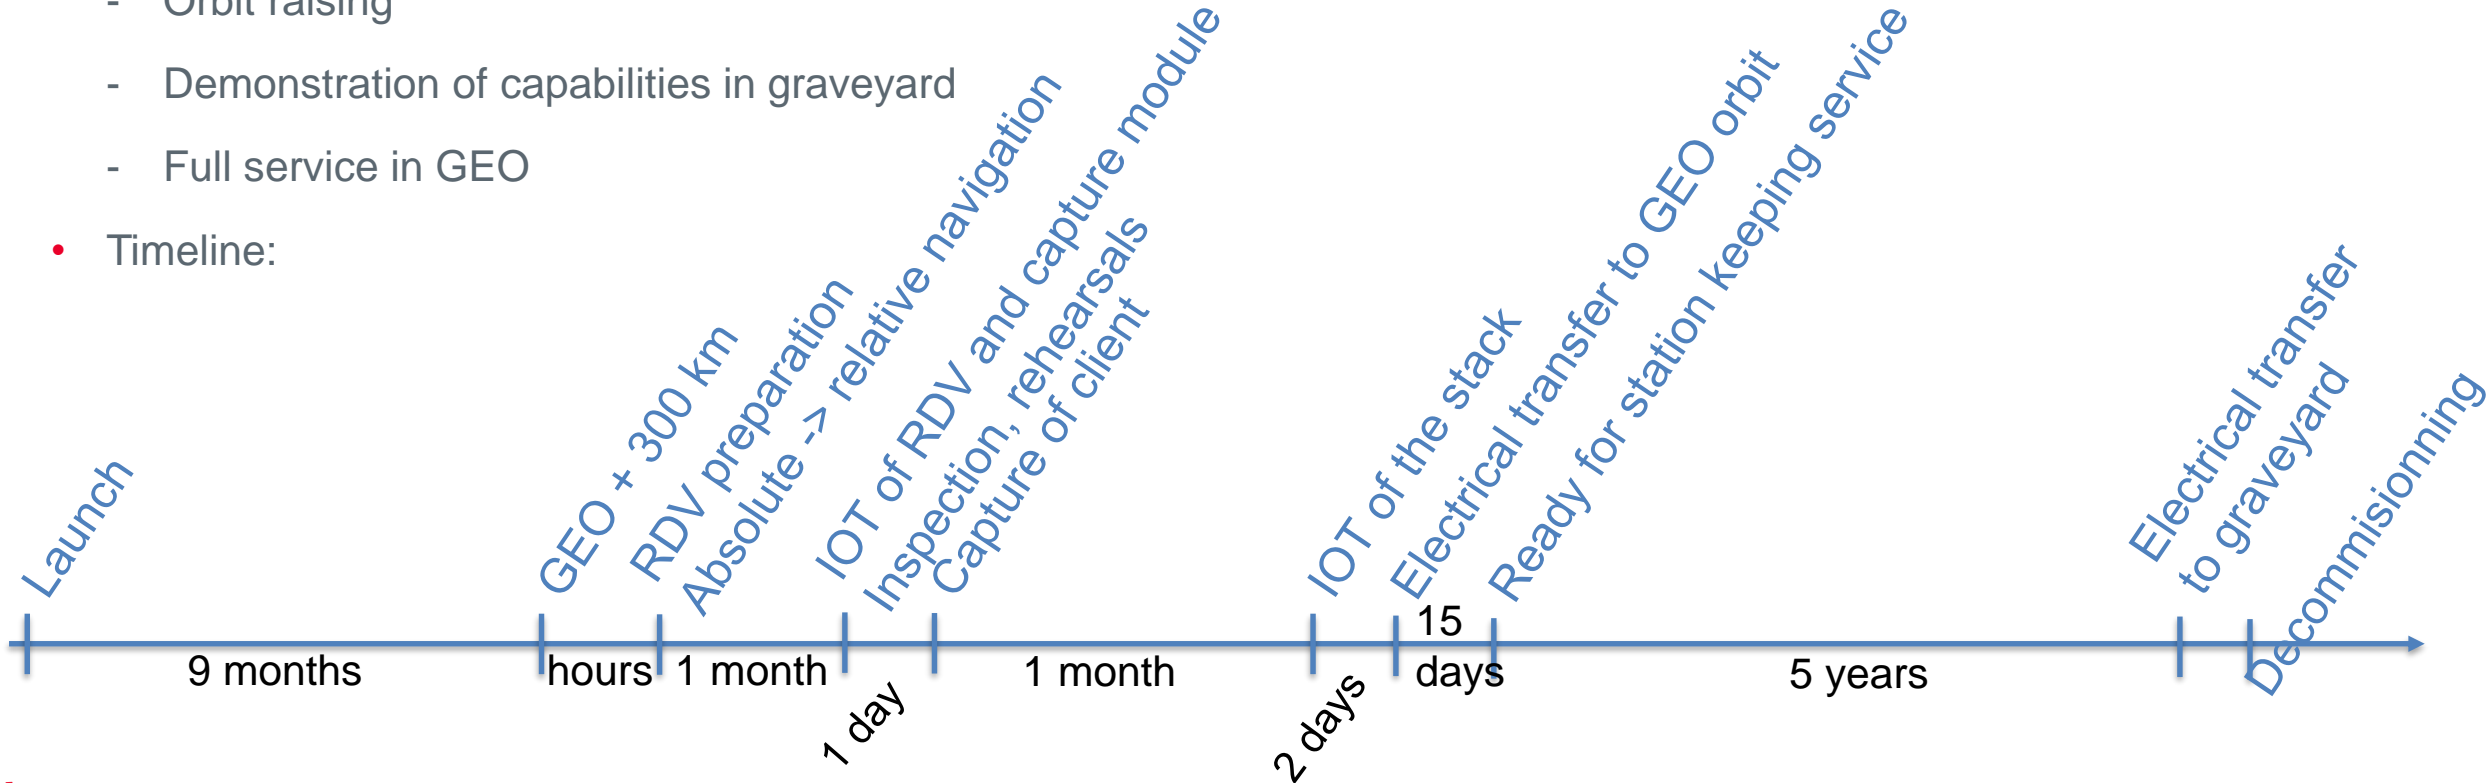 - Orbit raising
- Demonstration of capabilities in graveyard
- Full service in GEO
• Timeline:
Launch
GEO + 300 km
RDV preparation
Absolute -> relative navigation
IOT of RDV and capture module
Inspection, rehearsals
Capture of client
IOT of the stack
Electrical transfer to GEO orbit
Ready for station keeping service
Electrical transfer
to graveyard
Decommisionning
9 months
hours
1 month
1 day
1 month
2 days
15
days
5 years